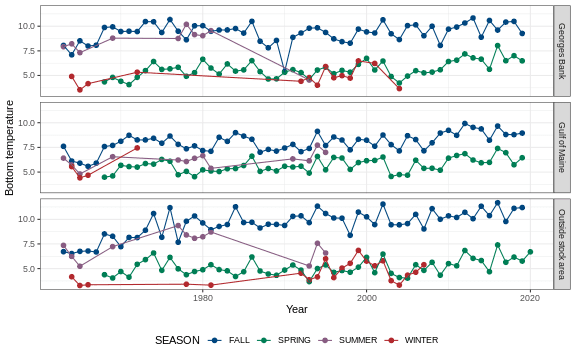 Bottom temperature
10.0
7.5
5.0
Georges Bank
10.0
7.5
5.0
Gulf of Maine
10.0
7.5
5.0
Outside stock area
1980 2000 2020
Year
SEASON FALL SPRING SUMMER WINTER